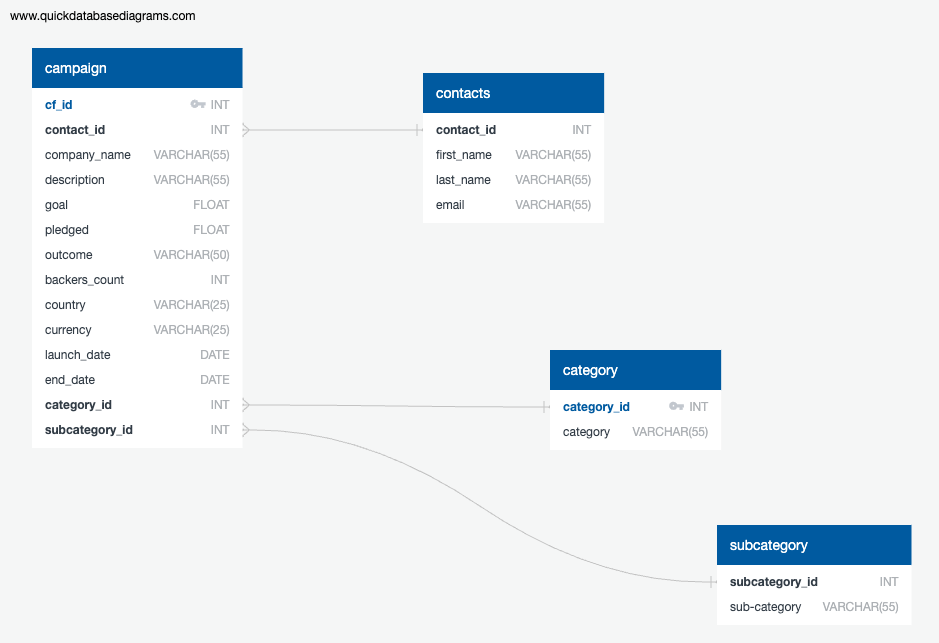 www.quickdatabasediagrams.com
campaign
cf_id INT
contact_id INT
company_name VARCHAR(55)
description VARCHAR(55)
goal FLOAT
pledged FLOAT
outcome VARCHAR(50)
backers_count INT
country VARCHAR(25)
currency VARCHAR(25)
launch_date DATE
end_date DATE
category_id INT
subcategory_id INT
contacts
contact_id INT
first_name VARCHAR(55)
last_name VARCHAR(55)
email VARCHAR(55)
category
category_id INT
category VARCHAR(55)
subcategory
subcategory_id INT
sub-category VARCHAR(55)